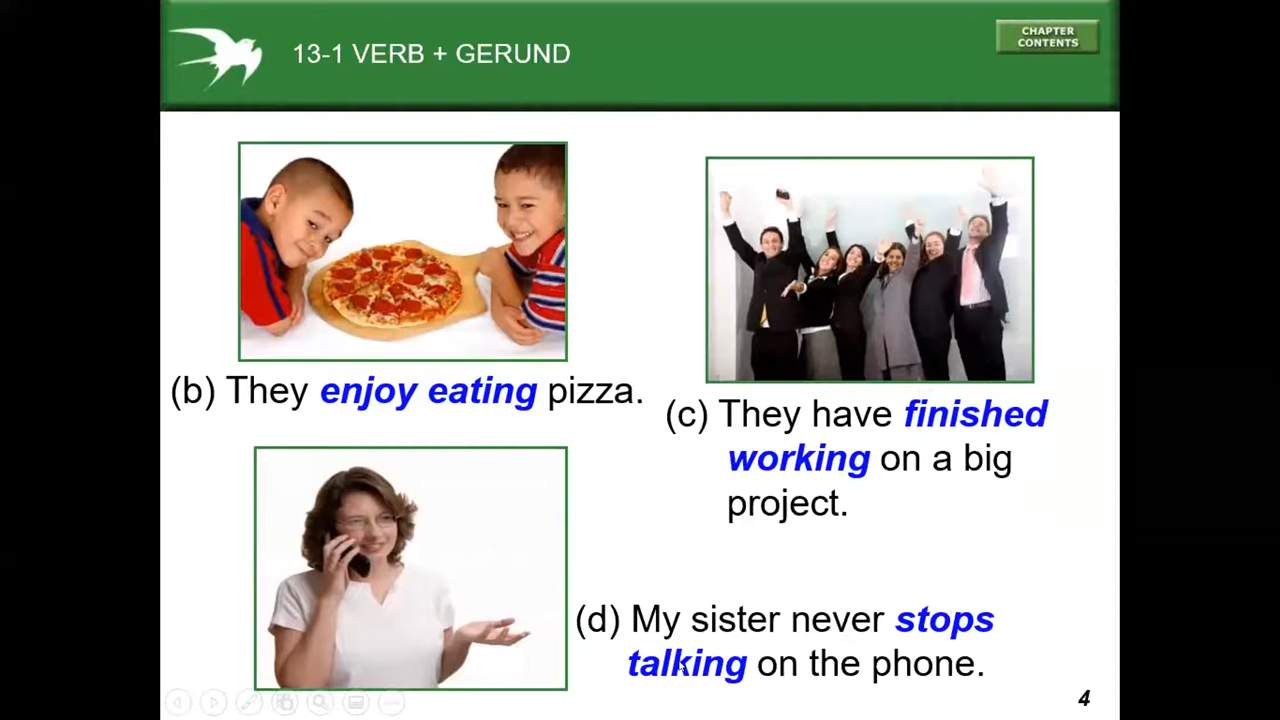 13-1 VERB + GERUND
CHAPTER
CONTENTS
(b) They enjoy eating pizza.
(c) They have finished
working on a big
project.
(d) My sister never stops
talking on the phone.
4